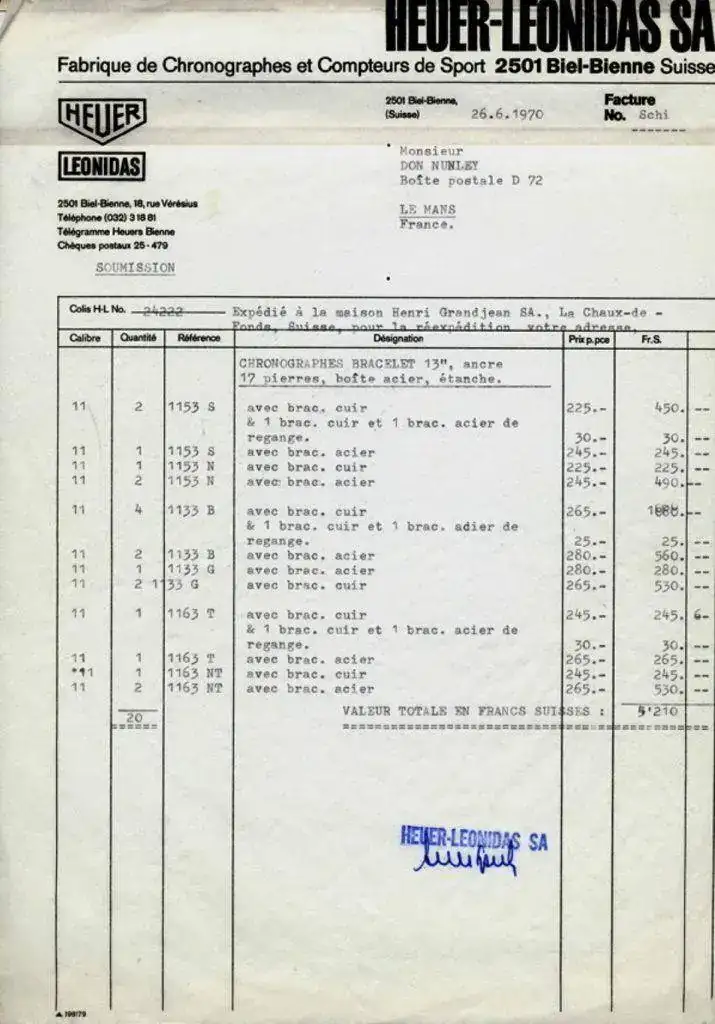 HEUER-LEONIDAS SA
Fabrique de Chronographes et Compteurs de Sport 2501 Biel-Bienne Suisse
HEUER
LEONIDAS
2501 Biel-Bienne, (Suisse) 26.6.1970
Facture No. Schi
Monsieur
DON NUNLEY
Boîte postale D 72
LE MANS
France.
2501 Biel-Bienne, 18, rue Vérésius
Téléphone (032) 3 18 81
Télégramme Heuers Bienne
Chèques postaux 25-479
SOUMISSION
Colis H-L No. 24222 Expédié à la maison Henri Grandjean SA., La Chaux-de -
Fonds, Suisse, pour la réexpédition votre adresse.
Calibre Quantité Référence Désignation Prix p. pce Fr.S.
CHRONOGRAPHES BRACELET 13", ancre
17 pierres, boîte acier, étanche.
11 2 1153 S avec brac. cuir 225.- 450. --
& 1 brac. cuir et 1 brac. acier de
regange. 30.- 30. --
11 1 1153 S avec brac. acier 245.- 245. --
11 1 1153 N avec brac. cuir 225.- 225. --
11 2 1153 N avec brac. acier 245.- 490.--
11 4 1133 B avec brac. cuir 265.- --
& 1 brac. cuir et 1 brac. adier de
regange. 25.- 25. --
11 2 1133 B avec brac. acier 280.- 560. --
11 1 1133 G avec brac. acier 280.- 280. --
11 2 1133 G avec brac. cuir 265.- 530. --
11 1 1163 T avec brac. cuir 245.- 245. 6-
& 1 brac. cuir et 1 brac. acier de
regange. 30.- 30. --
11 1 1163 T avec brac. acier 265.- 265. --
*11 1 1163 NT avec brac. cuir 245.- 245. --
11 2 1163 NT avec brac. acier 265.- 530. --
20 VALEUR TOTALE EN FRANCS SUISSES : 5'210
HEUER-LEONIDAS SA